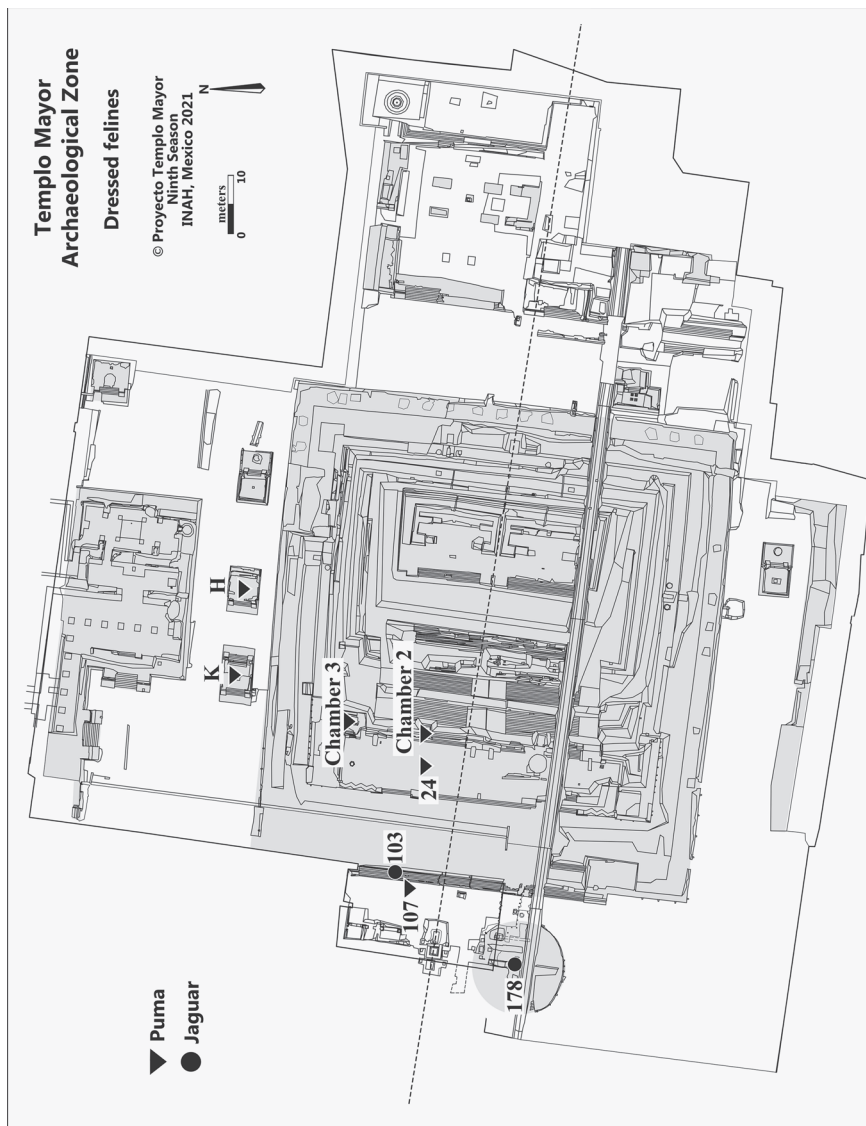 Templo Mayor
Archaeological Zone
Dressed felines
© Proyecto Templo Mayor
Ninth Season
INAH, Mexico 2021
N
meters
0 10
H
K
Chamber 3
Chamber 2
24
103
107
178
Puma
Jaguar